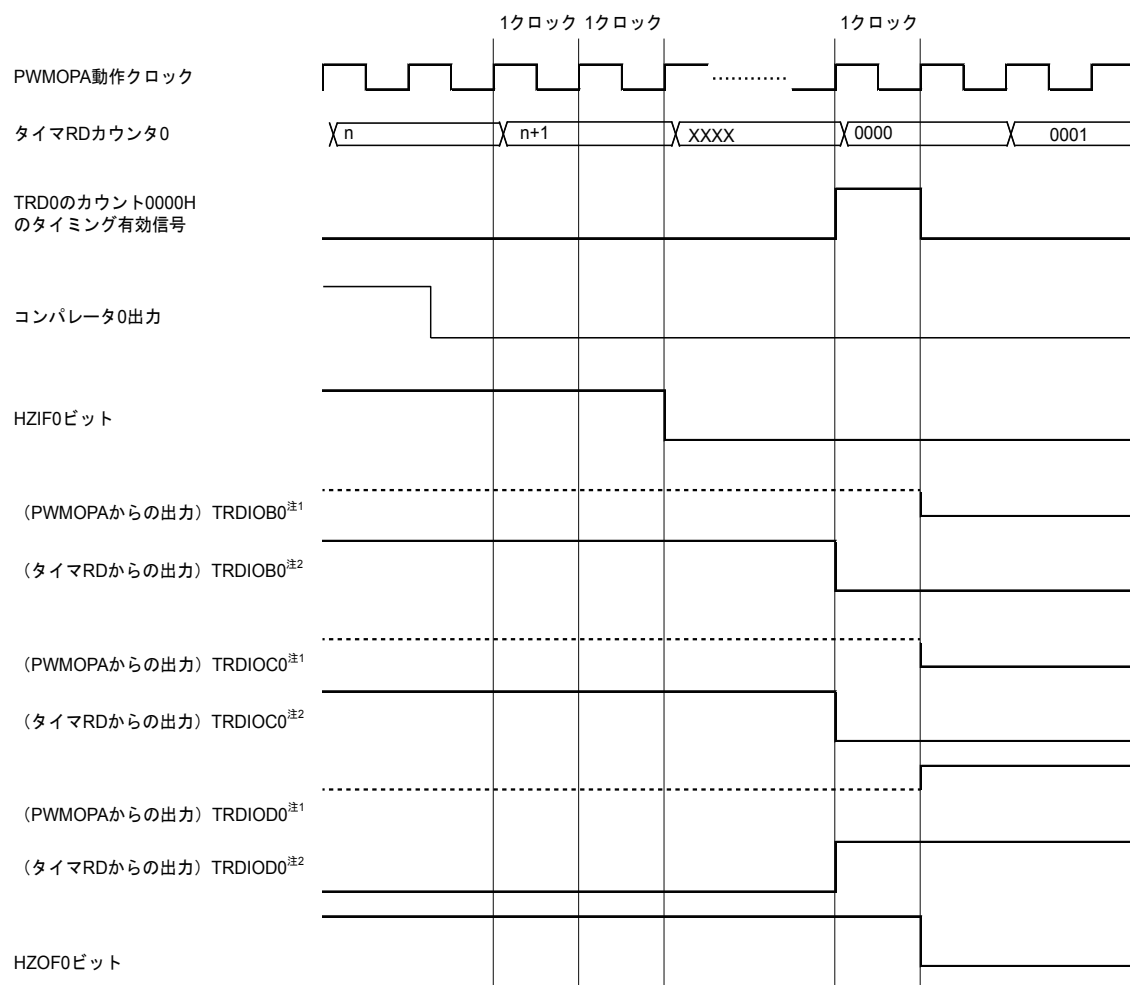 1クロック 1クロック 1クロック
PWMOPA動作クロック
タイマRDカウンタ0 n n+1 XXXX 0000 0001
TRD0のカウント0000H
のタイミング有効信号
コンパレータ0出力
HZIF0ビット
（PWMOPAからの出力）TRDIOB0注1
（タイマRDからの出力）TRDIOB0注2
（PWMOPAからの出力）TRDIOC0注1
（タイマRDからの出力）TRDIOC0注2
（PWMOPAからの出力）TRDIOD0注1
（タイマRDからの出力）TRDIOD0注2
HZOF0ビット